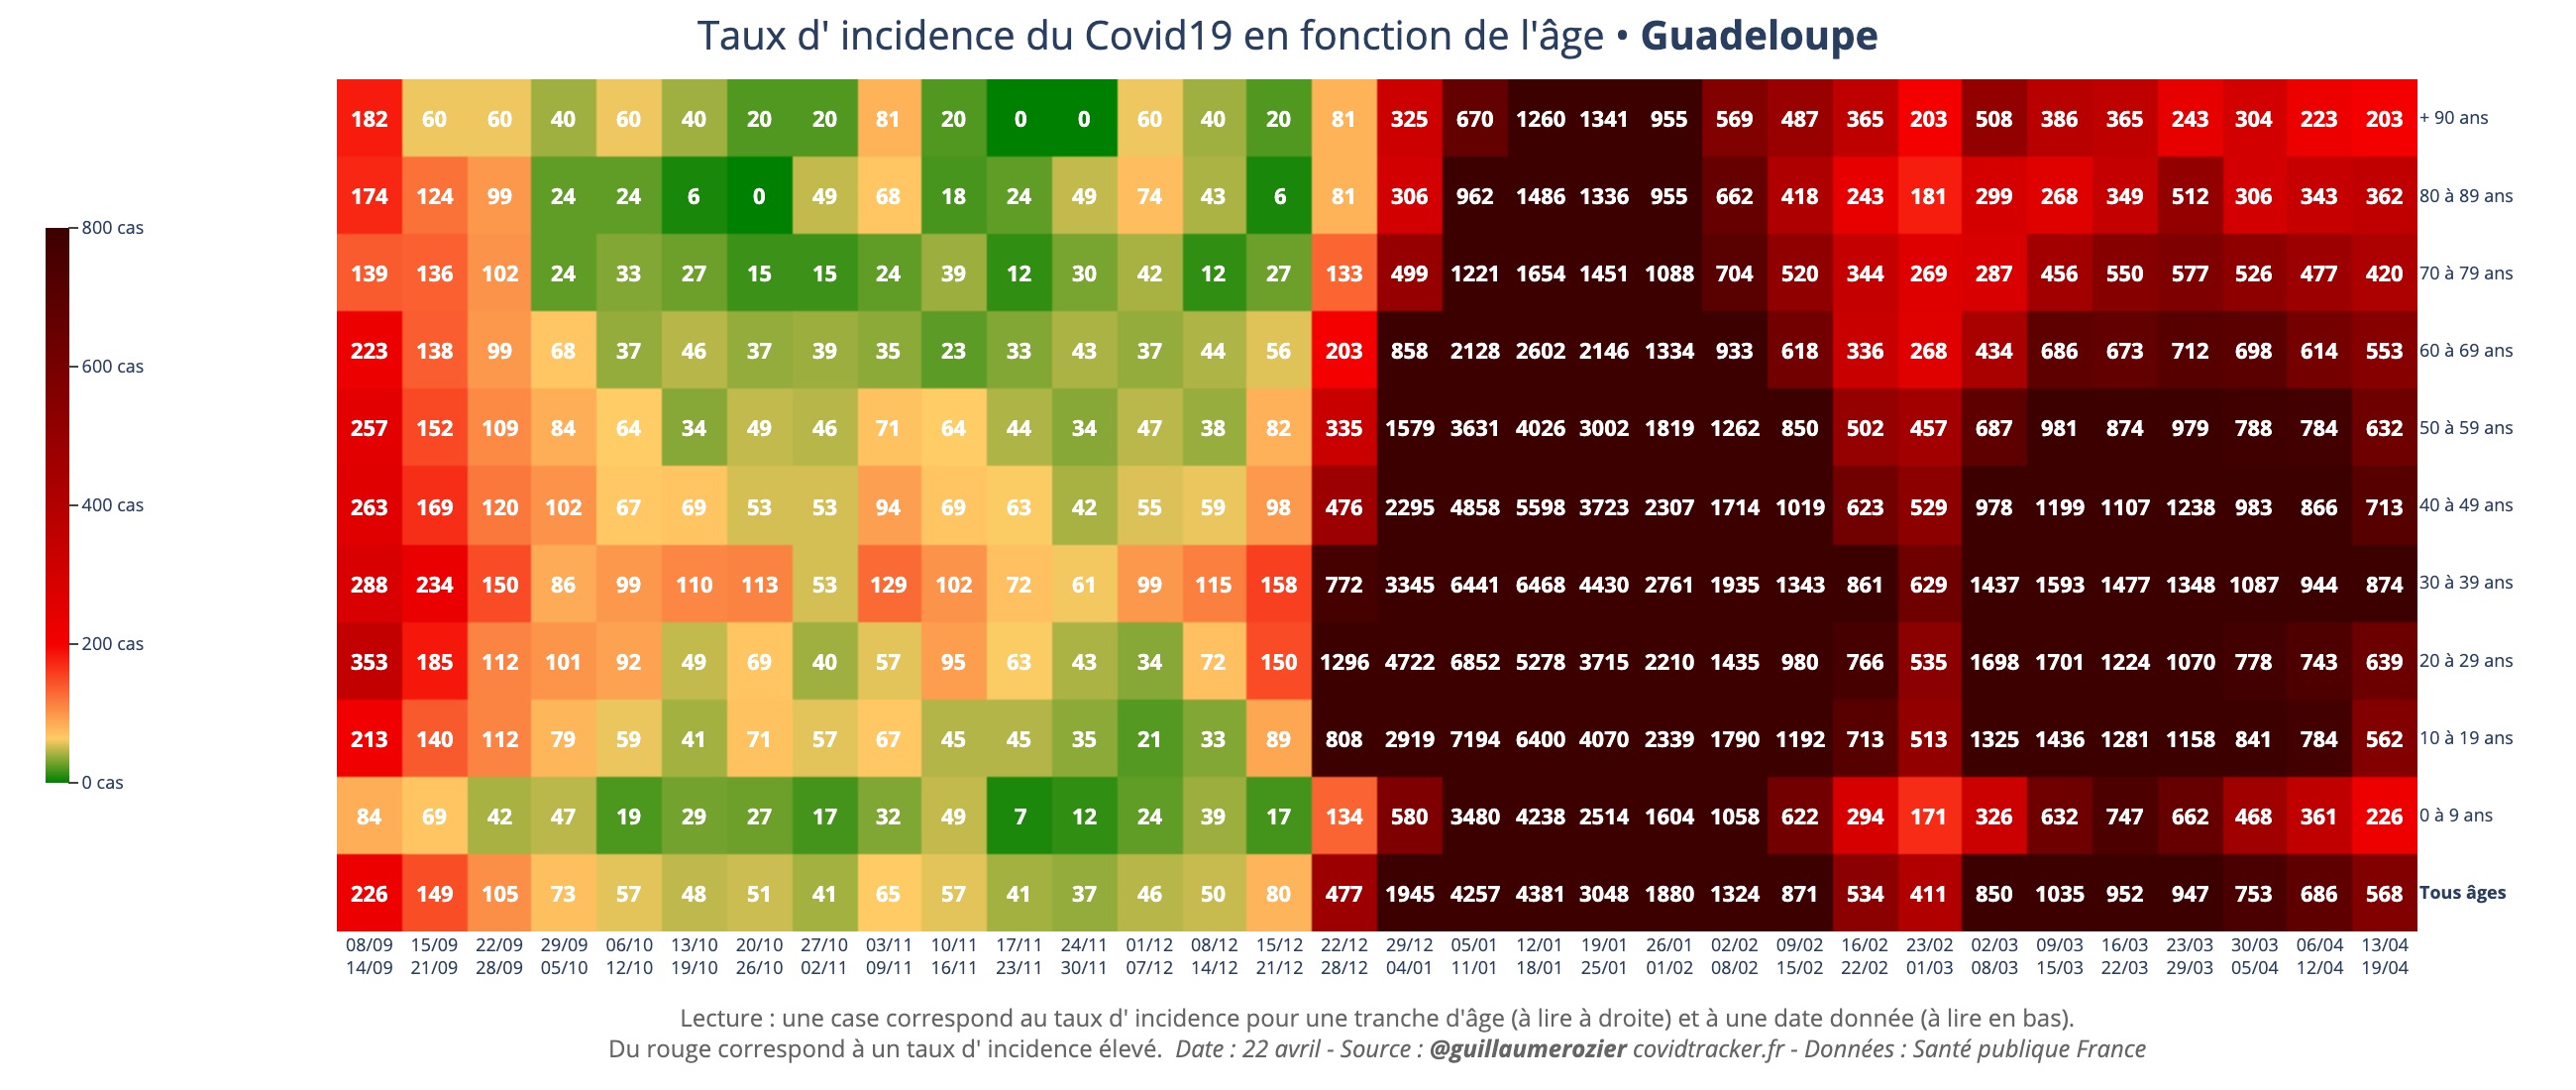 Taux d' incidence du Covid19 en fonction de l'âge • Guadeloupe
182 60 60 40 60 40 20 20 81 20 0 0 60 40 20 81 325 670 1260 1341 955 569 487 365 203 508 386 365 243 304 223 203 + 90 ans
174 124 99 24 24 6 0 49 68 18 24 49 74 43 6 81 306 962 1486 1336 955 662 418 243 181 299 268 349 512 306 343 362 80 à 89 ans
800 cas
139 136 102 24 33 27 15 15 24 39 12 30 42 12 27 133 499 1221 1654 1451 1088 704 520 344 269 287 456 550 577 526 477 420 70 à 79 ans
223 138 99 68 37 46 37 39 35 23 33 43 37 44 56 203 858 2128 2602 2146 1334 933 618 336 268 434 686 673 712 698 614 553 60 à 69 ans
600 cas
257 152 109 84 64 34 49 46 71 64 44 34 47 38 82 335 1579 3631 4026 3002 1819 1262 850 502 457 687 981 874 979 788 784 632 50 à 59 ans
400 cas
263 169 120 102 67 69 53 53 94 69 63 42 55 59 98 476 2295 4858 5598 3723 2307 1714 1019 623 529 978 1199 1107 1238 983 866 713 40 à 49 ans
288 234 150 86 99 110 113 53 129 102 72 61 99 115 158 772 3345 6441 6468 4430 2761 1935 1343 861 629 1437 1593 1477 1348 1087 944 874 30 à 39 ans
200 cas
353 185 112 101 92 49 69 40 57 95 63 43 34 72 150 1296 4722 6852 5278 3715 2210 1435 980 766 535 1698 1701 1224 1070 778 743 639 20 à 29 ans
213 140 112 79 59 41 71 57 67 45 45 35 21 33 89 808 2919 7194 6400 4070 2339 1790 1192 713 513 1325 1436 1281 1158 841 784 562 10 à 19 ans
0 cas
84 69 42 47 19 29 27 17 32 49 7 12 24 39 17 134 580 3480 4238 2514 1604 1058 622 294 171 326 632 747 662 468 361 226 0 à 9 ans
226 149 105 73 57 48 51 41 65 57 41 37 46 50 80 477 1945 4257 4381 3048 1880 1324 871 534 411 850 1035 952 947 753 686 568 Tous âges
08/09 15/09 22/09 29/09 06/10 13/10 20/10 27/10 03/11 10/11 17/11 24/11 01/12 08/12 15/12 22/12 29/12 05/01 12/01 19/01 26/01 02/02 09/02 16/02 23/02 02/03 09/03 16/03 23/03 30/03 06/04 13/04
14/09 21/09 28/09 05/10 12/10 19/10 26/10 02/11 09/11 16/11 23/11 30/11 07/12 14/12 21/12 28/12 04/01 11/01 18/01 25/01 01/02 08/02 15/02 22/02 01/03 08/03 15/03 22/03 29/03 05/04 12/04 19/04
Lecture : une case correspond au taux d' incidence pour une tranche d'âge (à lire à droite) et à une date donnée (à lire en bas).
Du rouge correspond à un taux d' incidence élevé. Date : 22 avril - Source : @guillaumerozier covidtracker.fr - Données : Santé publique France